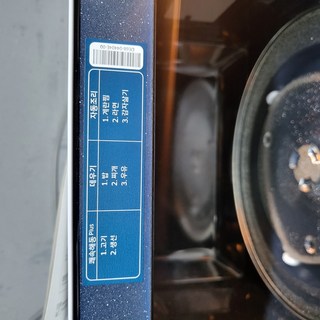 자동조리
1. 계란찜
2. 라면
3. 감자삶기
데우기
1. 밥
2. 찌개
3. 우유
쾌속해동 Plus
1. 고기
2. 생선